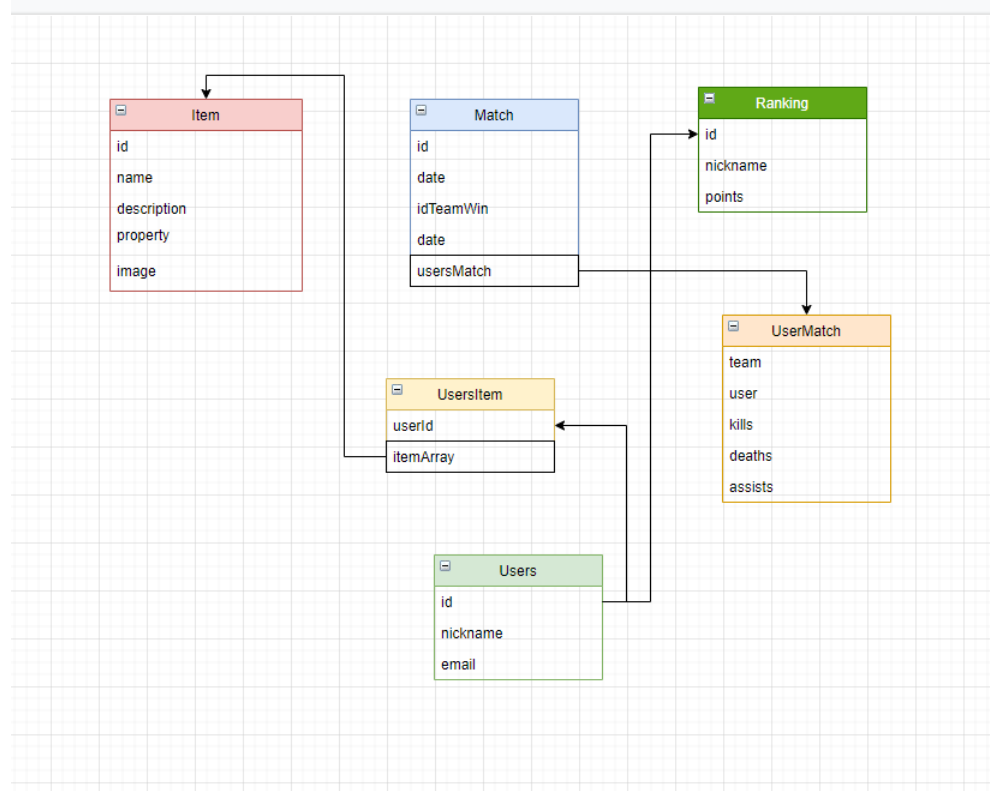 Item
id
name
description
property
image
Match
id
date
idTeamWin
date
usersMatch
Ranking
id
nickname
points
UserMatch
team
user
kills
deaths
assists
UsersItem
userId
itemArray
Users
id
nickname
email